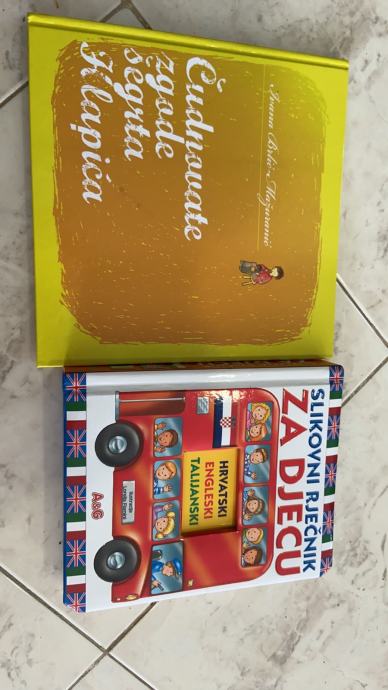 Ivana Brlić-Mažuranić
Čudnovate
zgode
šegrta
Hlapića
SLIKOVNI RJEČNIK
ZA DJECU
HRVATSKI
ENGLESKI
TALIJANSKI
A&G